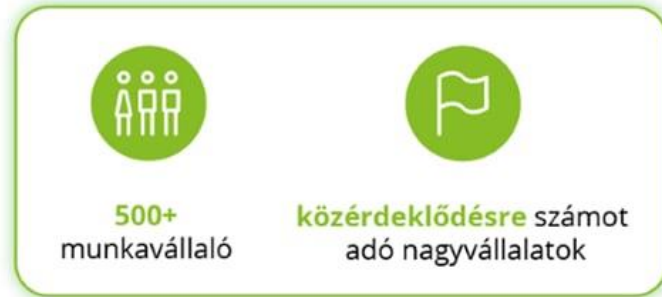 500+
munkavállaló
közérdeklődésre számot
adó nagyvállalatok